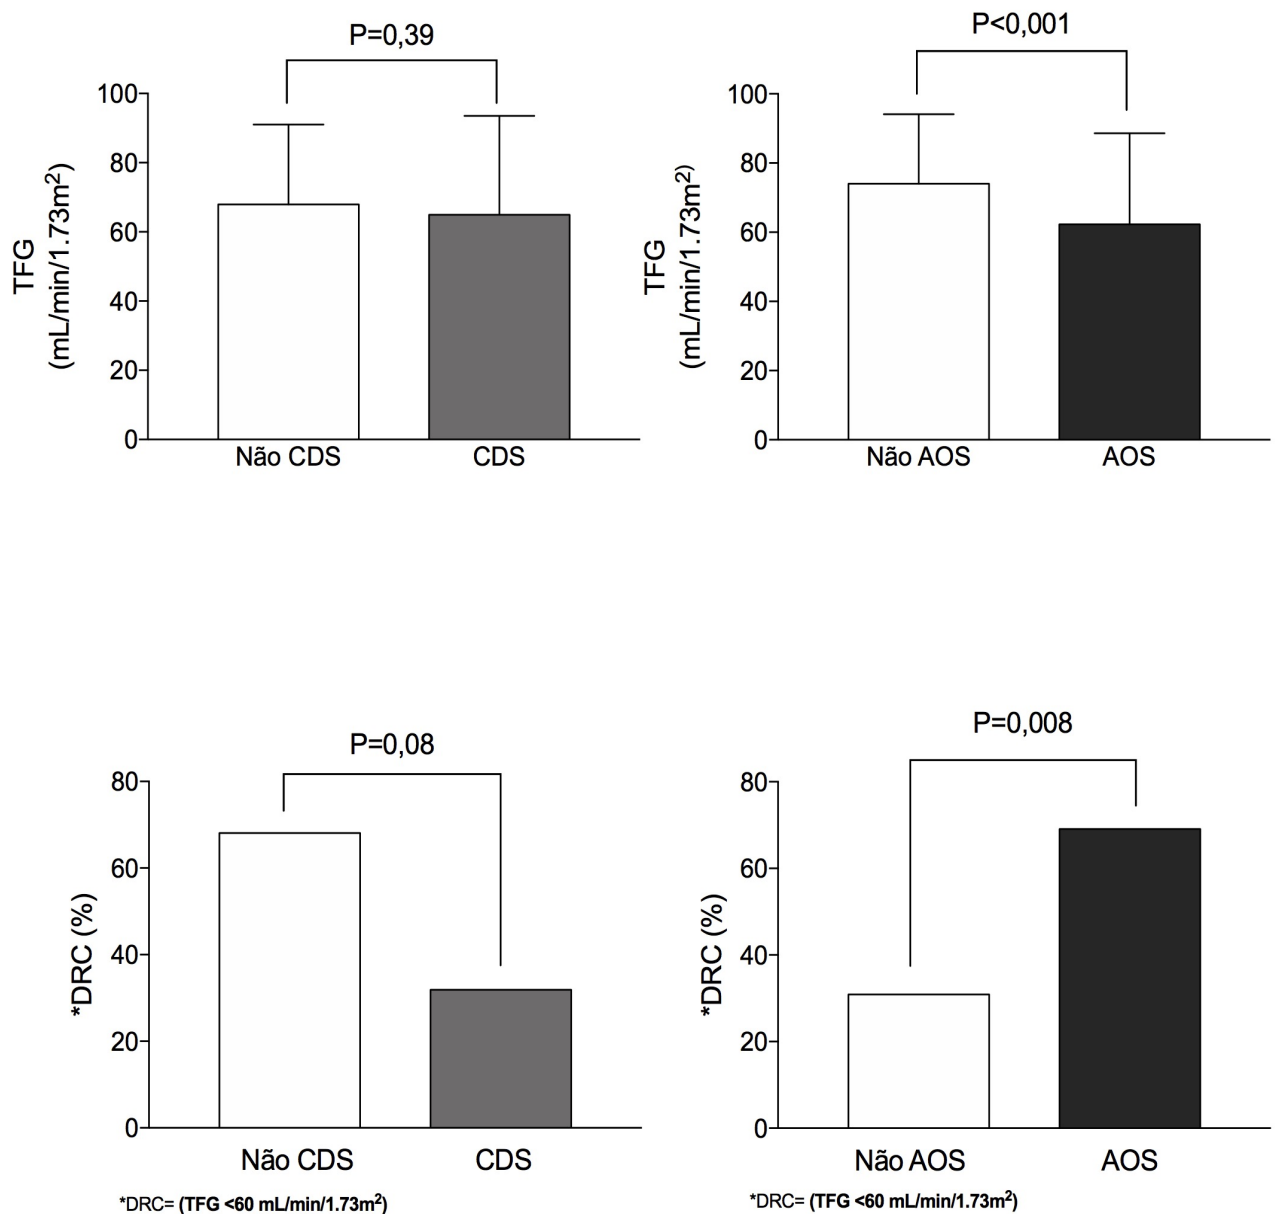 P=0,39
100
80
60
40
20
0
TFG
(mL/min/1.73m²)
Não CDS
CDS
P<0,001
100
80
60
40
20
0
TFG
(mL/min/1.73m²)
Não AOS
AOS
P=0,08
80
60
40
20
0
*DRC (%)
Não CDS
CDS
*DRC= (TFG <60 mL/min/1.73m²)
P=0,008
80
60
40
20
0
*DRC (%)
Não AOS
AOS
*DRC= (TFG <60 mL/min/1.73m²)